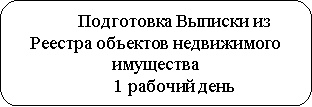 Подготовка Выписки из
Реестра объектов недвижимого
имущества
1 рабочий день